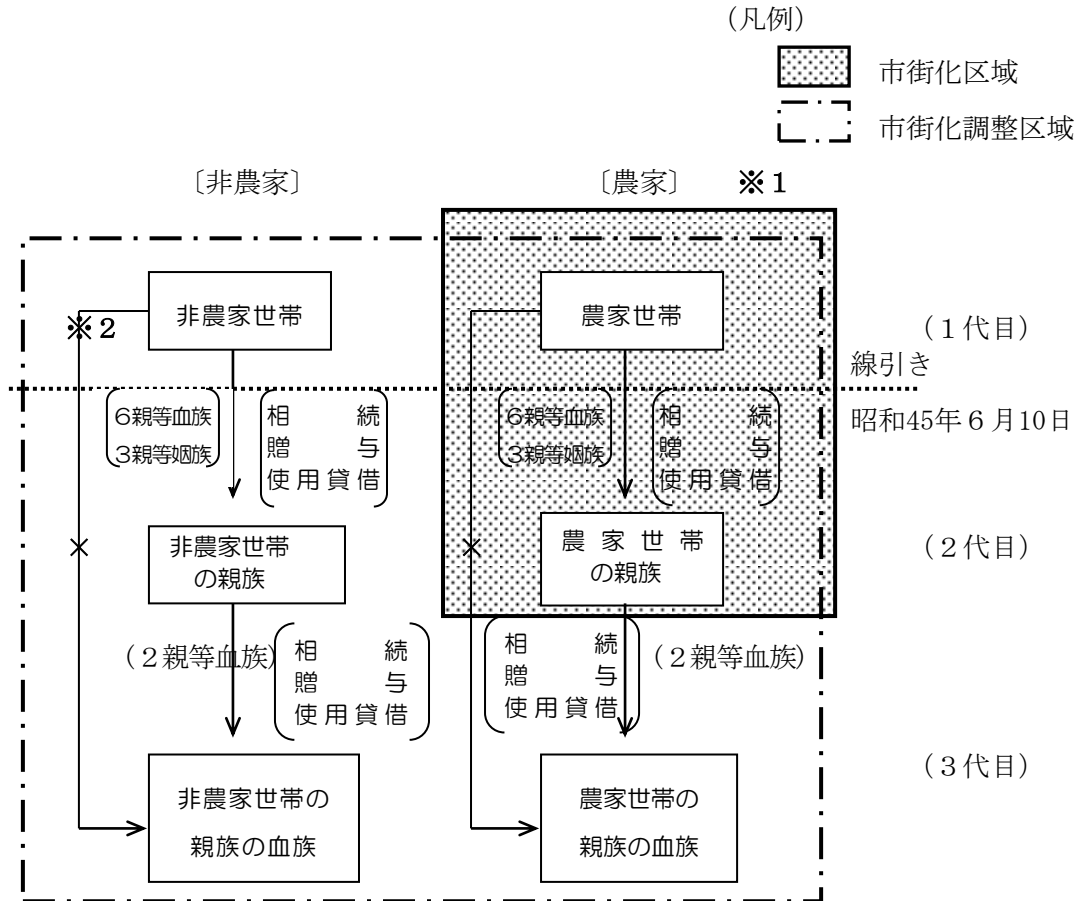 (凡例)
市街化区域
市街化調整区域
〔非農家〕
〔農家〕 ※1
非農家世帯
農家世帯
(1代目)
※2
線引き
昭和45年6月10日
6親等血族
3親等姻族
相続
贈与
使用貸借
6親等血族
3親等姻族
相続
贈与
使用貸借
非農家世帯
の親族
農家世帯
の親族
(2代目)
(2親等血族)
相続
贈与
使用貸借
相続
贈与
使用貸借
(2親等血族)
(3代目)
非農家世帯の
親族の血族
農家世帯の
親族の血族